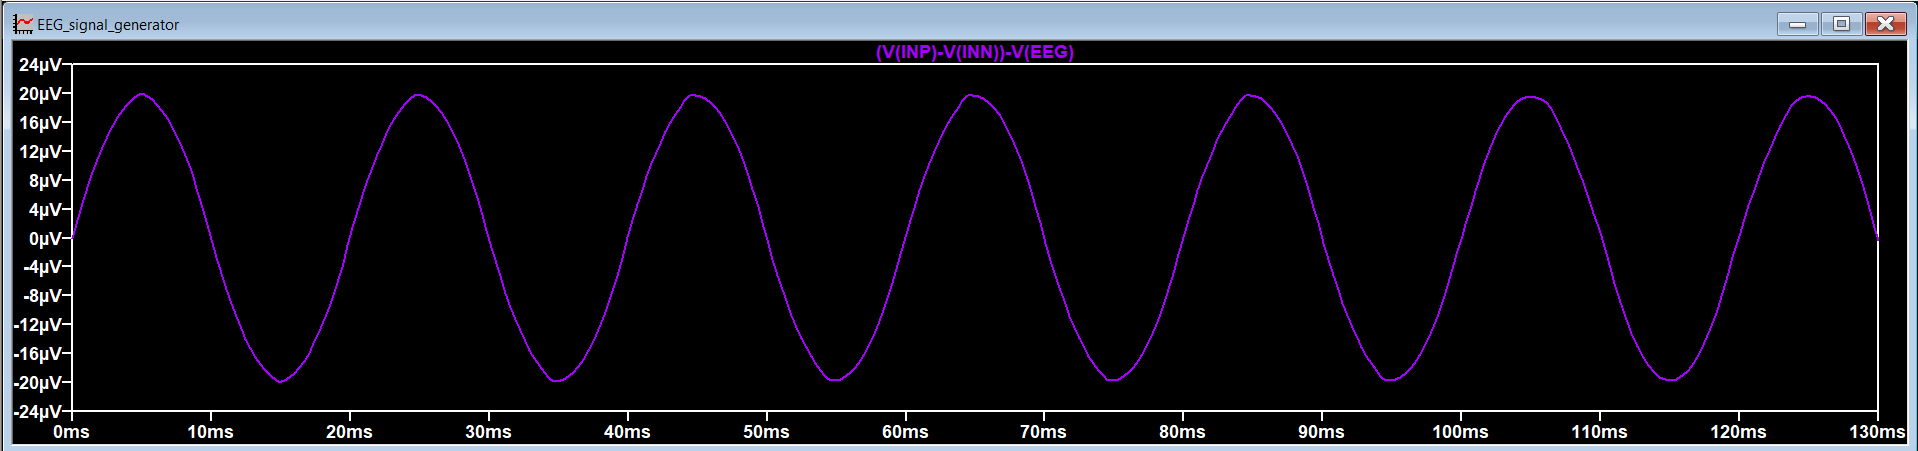 EEG_signal_generator
(V(INP)-V(INN))-V(EEG)
24µV
20µV
16µV
12µV
8µV
4µV
0µV
-4µV
-8µV
-12µV
-16µV
-20µV
-24µV
0ms 10ms 20ms 30ms 40ms 50ms 60ms 70ms 80ms 90ms 100ms 110ms 120ms 130ms